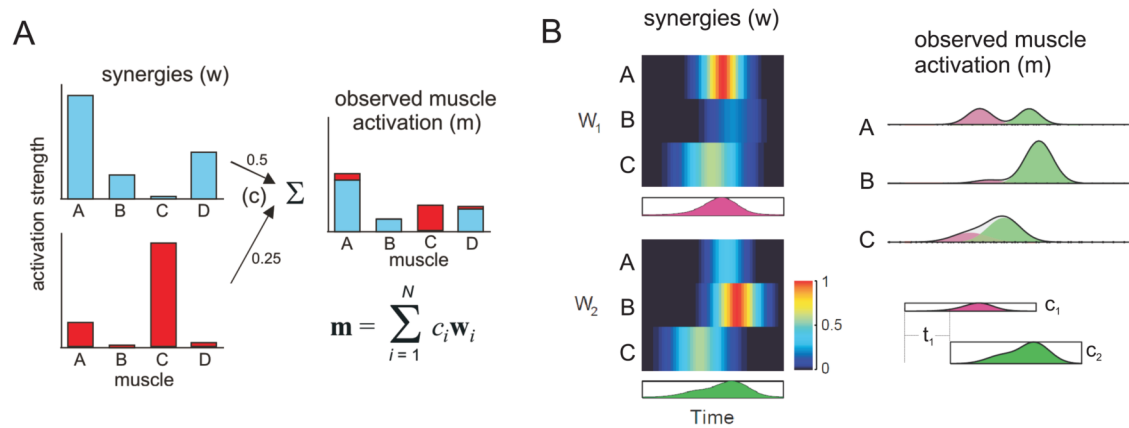 A
synergies (w)
activation strength
A B C D
0.5
(c)
Σ
0.25
A B C D
muscle
observed muscle
activation (m)
A B C D
muscle
m = N ∑ i = 1 c_i w_i
B
synergies (w)
W₁
A
B
C
W₂
A
B
C
1
0.5
0
Time
observed muscle
activation (m)
A
B
C
c₁
t₁
c₂